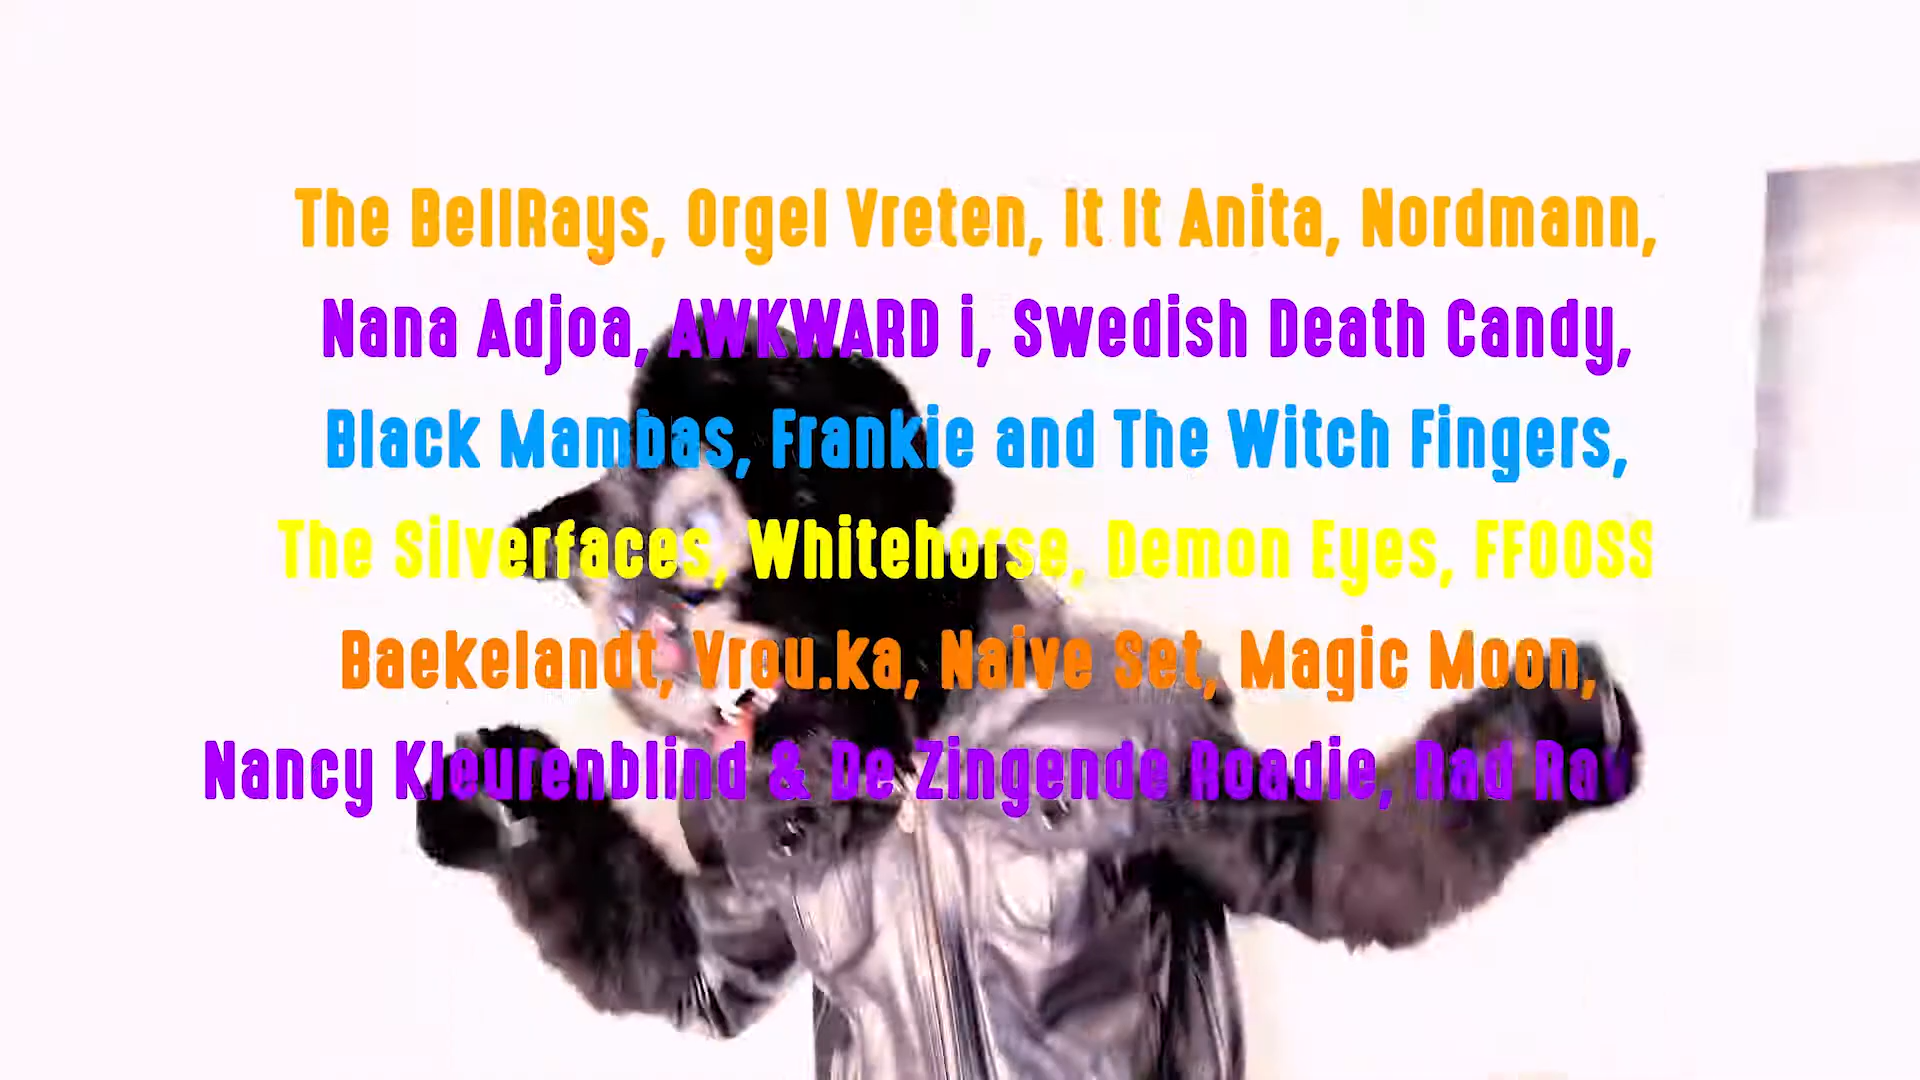 The BellRays, Orgel Vreten, It It Anita, Nordmann,
Nana Adjoa, AWKWARD i, Swedish Death Candy,
Black Mambas, Frankie and The Witch Fingers,
The Silverfaces, Whitehorse, Demon Eyes, FFOOSS
Baekelandt, Vrou.ka, Naive Set, Magic Moon,
Nancy Kleurenblind & De Zingende Roadie, Rad